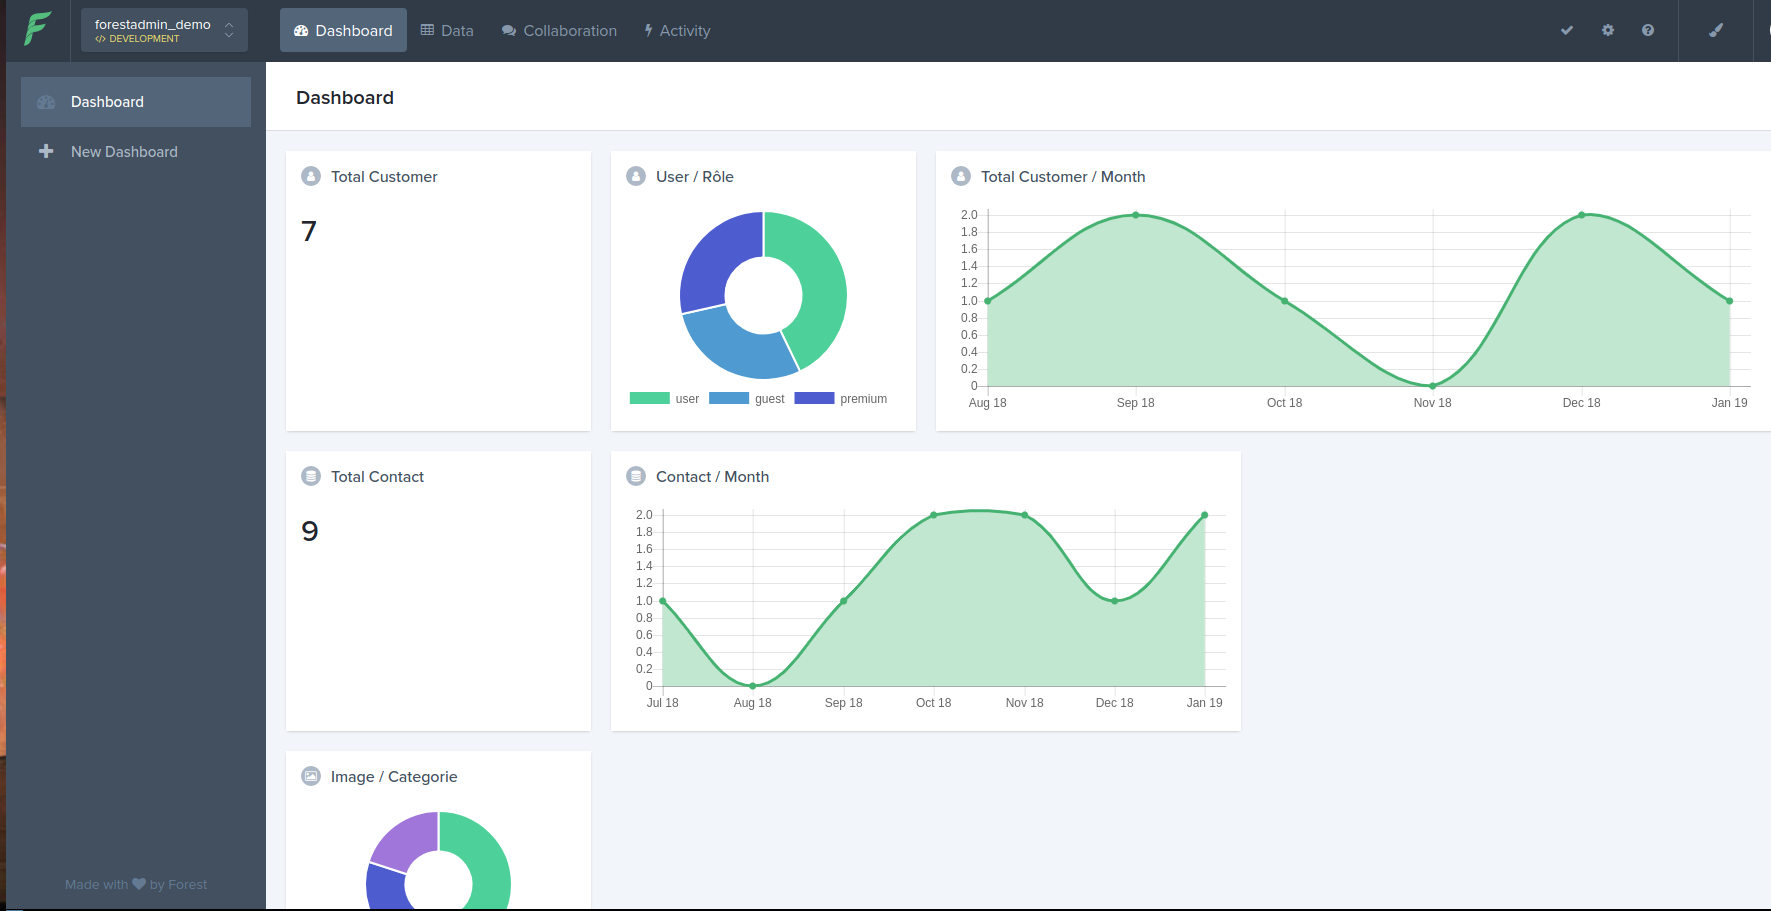 forestadmin_demo
</> DEVELOPMENT
Dashboard
Data
Collaboration
Activity
Dashboard
New Dashboard
Made with by Forest
Dashboard
Total Customer
7
User / Rôle
user guest premium
Total Customer / Month
2.0
1.8
1.6
1.4
1.2
1.0
0.8
0.6
0.4
0.2
0
Aug 18 Sep 18 Oct 18 Nov 18 Dec 18 Jan 19
Total Contact
9
Contact / Month
2.0
1.8
1.6
1.4
1.2
1.0
0.8
0.6
0.4
0.2
0
Jul 18 Aug 18 Sep 18 Oct 18 Nov 18 Dec 18 Jan 19
Image / Categorie